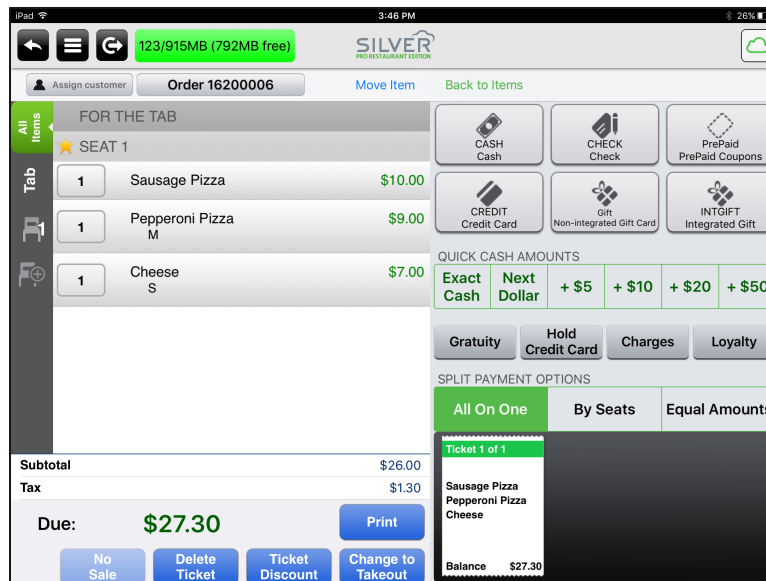 iPad
3:46 PM
26%
123/915MB (792MB free)
SILVER
PRO RESTAURANT EDITION
Assign customer
Order 16200006
Move Item
Back to Items
All Items
Tab
1
FOR THE TAB
SEAT 1
1 Sausage Pizza $10.00
1 Pepperoni Pizza $9.00
M
1 Cheese $7.00
S
Subtotal $26.00
Tax $1.30
Due: $27.30
Print
No Sale
Delete Ticket
Ticket Discount
Change to Takeout
CASH
Cash
CHECK
Check
PrePaid
PrePaid Coupons
CREDIT
Credit Card
Gift
Non-integrated Gift Card
INTGIFT
Integrated Gift
QUICK CASH AMOUNTS
Exact Cash
Next Dollar
+ $5
+ $10
+ $20
+ $50
Gratuity
Hold Credit Card
Charges
Loyalty
SPLIT PAYMENT OPTIONS
All On One
By Seats
Equal Amounts
Ticket 1 of 1
Sausage Pizza
Pepperoni Pizza
Cheese
Balance $27.30